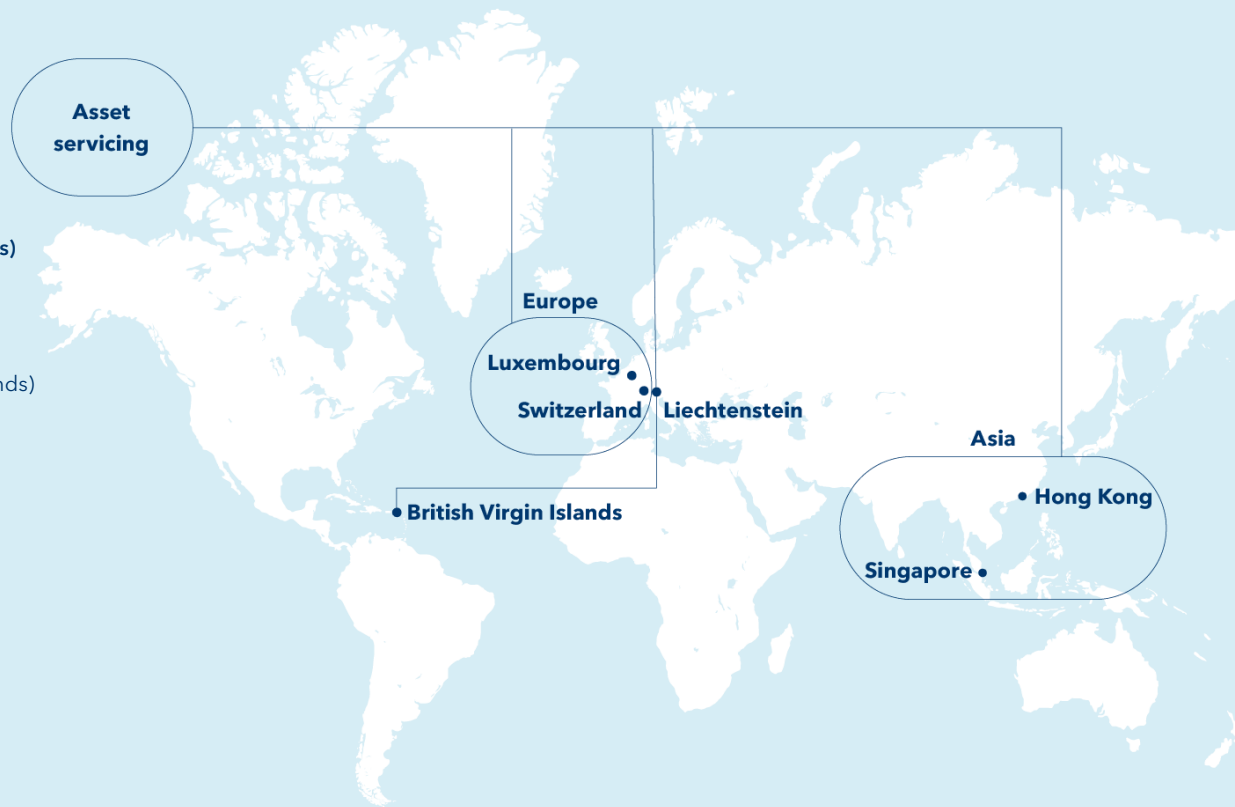 Asset
servicing
s)
Europe
Luxembourg
nds)
Switzerland
Liechtenstein
Asia
Hong Kong
British Virgin Islands
Singapore